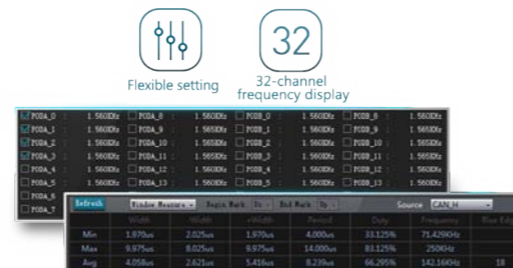 32
Flexible setting
32-channel
frequency display
PODA_0 : 1.560KHz PODA_8 : 1.560KHz PODB_0 : 1.560KHz PODB_8 : 1.560KHz
PODA_1 : 1.565KHz PODA_9 : 1.565KHz PODB_1 : 1.565KHz PODB_9 : 1.565KHz
PODA_2 : 1.565KHz PODA_10 : 1.565KHz PODB_2 : 1.565KHz PODB_10 : 1.565KHz
PODA_3 : 1.565KHz PODA_11 : 1.565KHz PODB_3 : 1.565KHz PODB_11 : 1.565KHz
PODA_4 : 1.560KHz PODA_12 : 1.560KHz PODB_4 : 1.560KHz PODB_12 : 1.560KHz
PODA_5 : 1.560KHz PODA_13 : 1.560KHz PODB_5 : 1.560KHz PODB_13 : 1.560KHz
PODA_6
PODA_7
Refresh Window Measure Begin Mark End Mark Source CAN_H
Width Width +Width Period Duty Frequency Rise Edge
Min 1.970us 2.025us 1.970us 4.000us 33.125% 71.429KHz
Max 9.975us 8.025us 9.975us 14.000us 83.125% 250KHz
Avg 4.058us 2.621us 5.416us 8.239us 66.295% 142.16KHz 18